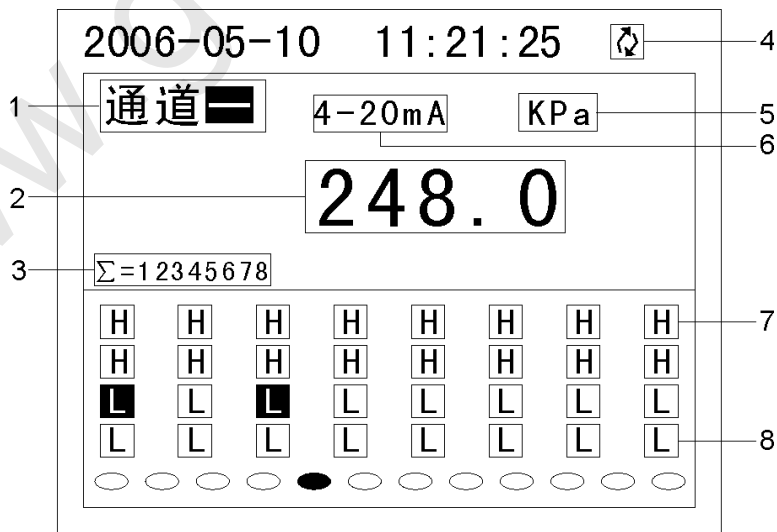 2006-05-10 11:21:25 4
1 通道一 4-20mA KPa 5
6
2 248.0
3 ∑=12345678
H H H H H H H H 7
H H H H H H H H
L L L L L L L L
L L L L L L L L 8